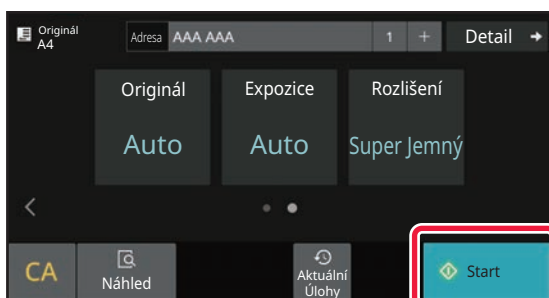 Originál
A4
Adresa AAA AAA 1 + Detail
Originál Expozice Rozlišení
Auto Auto Super Jemný
CA Náhled Aktuální Úlohy Start